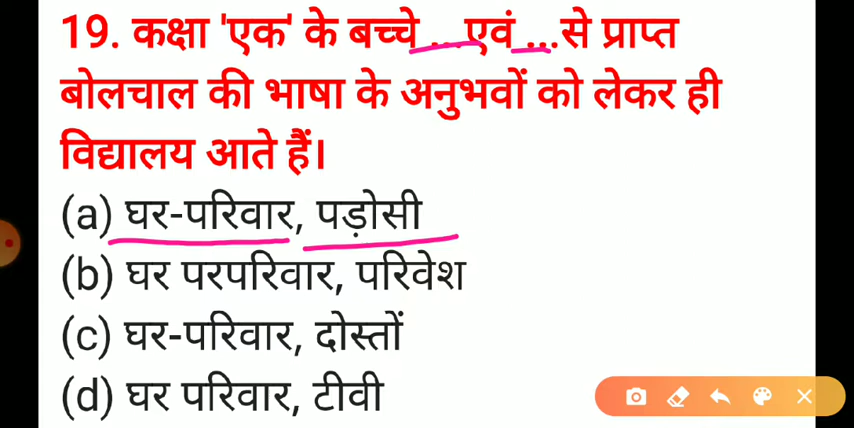 19. कक्षा 'एक' के बच्चे ... एवं ...से प्राप्त
बोलचाल की भाषा के अनुभवों को लेकर ही
विद्यालय आते हैं।
(a) घर-परिवार, पड़ोसी
(b) घर परपरिवार, परिवेश
(c) घर-परिवार, दोस्तों
(d) घर परिवार, टीवी